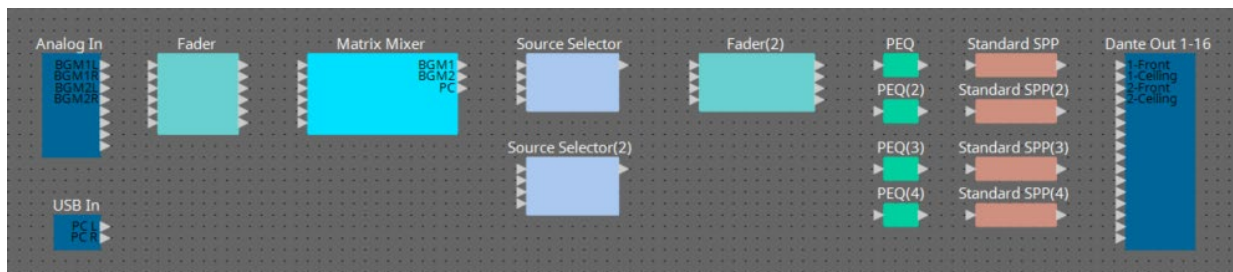 Analog In
BGM1L
BGM1R
BGM2L
BGM2R
Fader
Matrix Mixer
BGM1
BGM2
PC
Source Selector
Fader(2)
PEQ
Standard SPP
Dante Out 1-16
1-Front
1-Ceiling
2-Front
2-Ceiling
PEQ(2)
Standard SPP(2)
Source Selector(2)
PEQ(3)
Standard SPP(3)
USB In
PC L
PC R
PEQ(4)
Standard SPP(4)